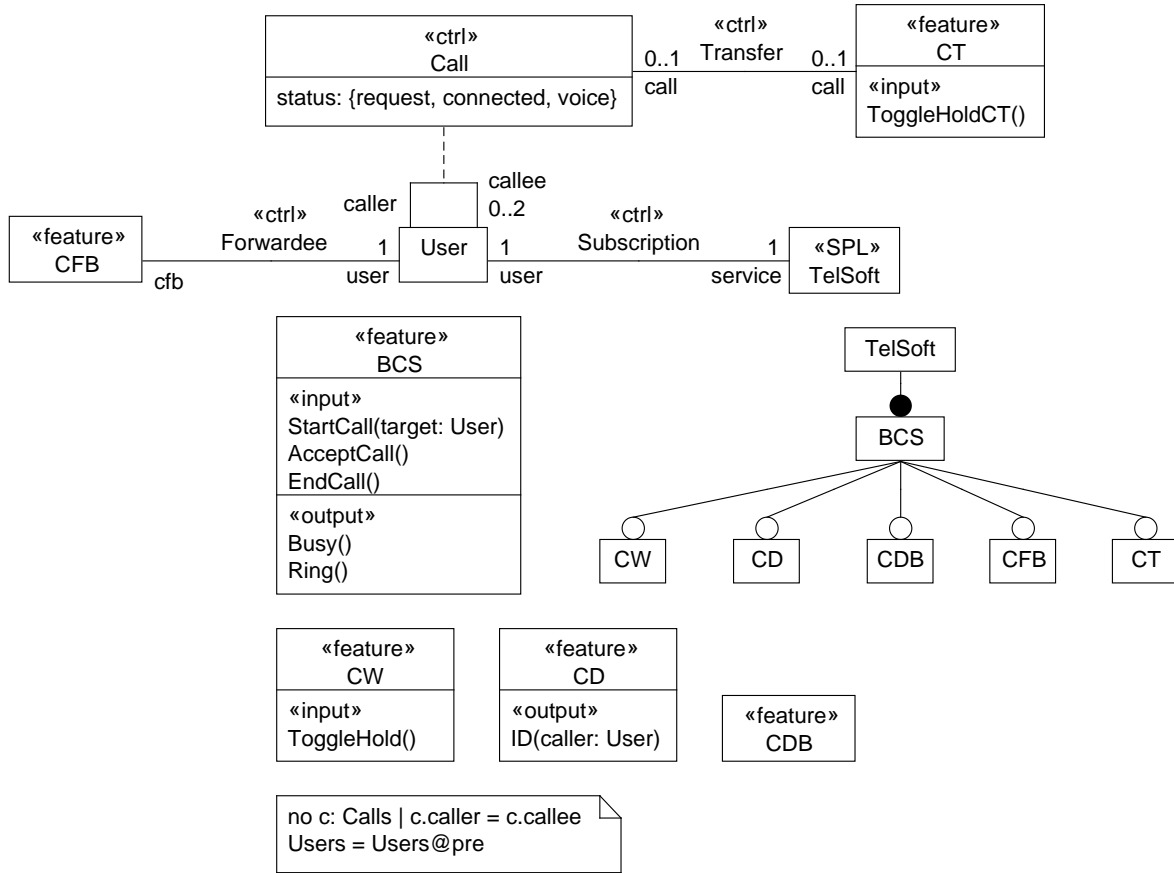 «ctrl»
Call
status: {request, connected, voice}
0..1
call
«ctrl»
Transfer
0..1
call
«feature»
CT
«input»
ToggleHoldCT()
caller
callee
0..2
«feature»
CFB
cfb
«ctrl»
Forwardee
1
user
User
1
user
«ctrl»
Subscription
1
service
«SPL»
TelSoft
«feature»
BCS
«input»
StartCall(target: User)
AcceptCall()
EndCall()
«output»
Busy()
Ring()
TelSoft
BCS
CW
CD
CDB
CFB
CT
«feature»
CW
«input»
ToggleHold()
«feature»
CD
«output»
ID(caller: User)
«feature»
CDB
no c: Calls | c.caller = c.callee
Users = Users@pre